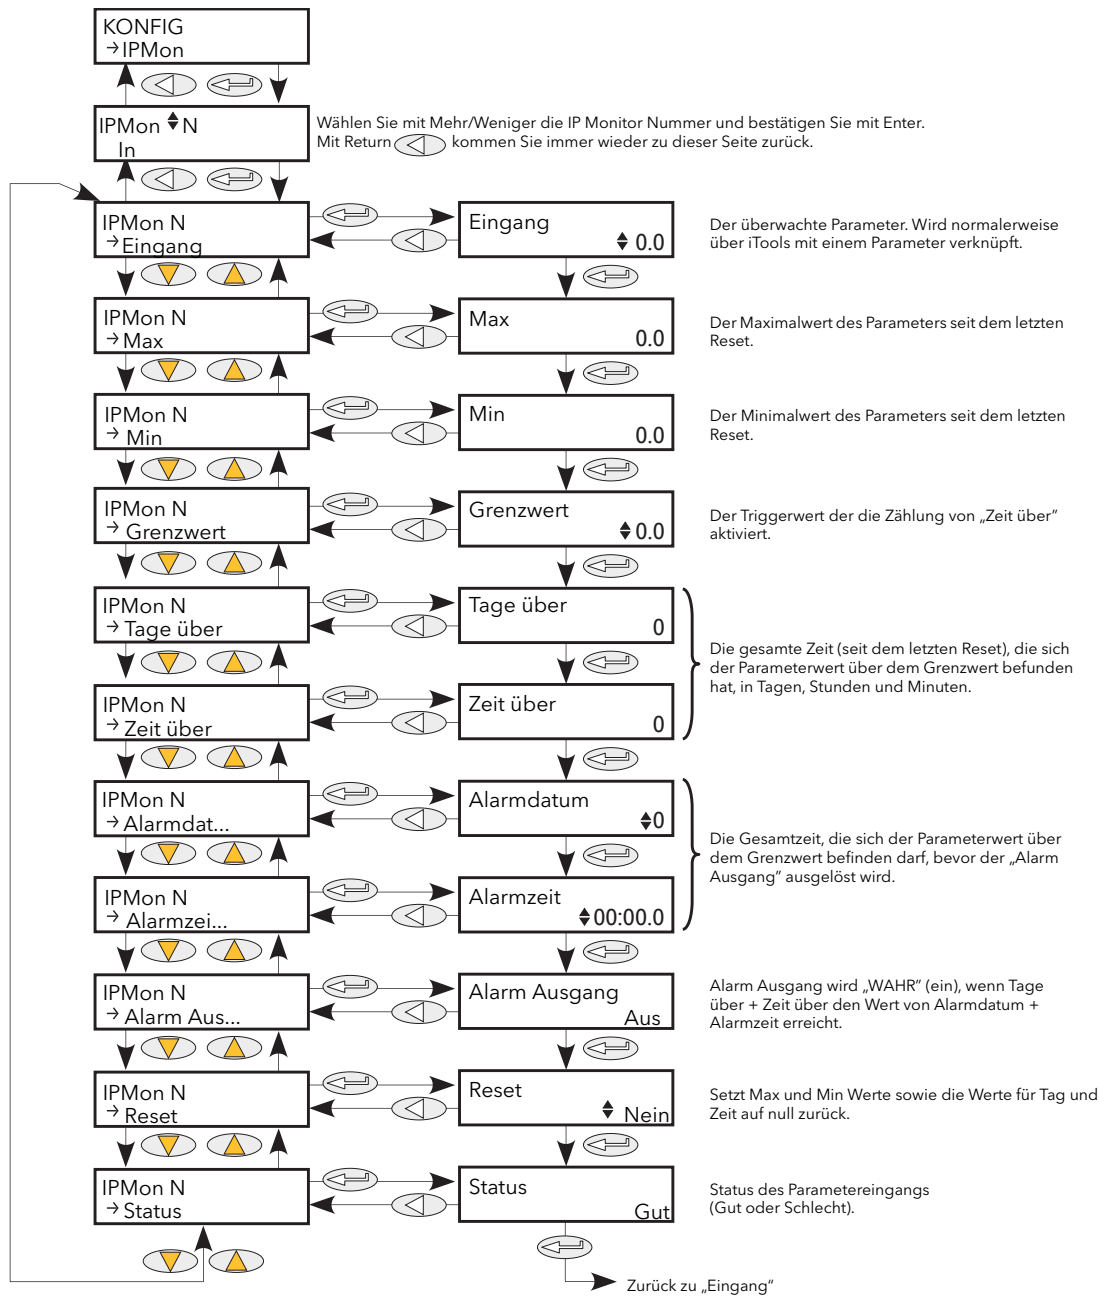 KONFIG
→IPMon
IPMon ♦N
In
Wählen Sie mit Mehr/Weniger die IP Monitor Nummer und bestätigen Sie mit Enter.
Mit Return kommen Sie immer wieder zu dieser Seite zurück.
IPMon N
→Eingang
Eingang
♦ 0.0
Der überwachte Parameter. Wird normalerweise
über iTools mit einem Parameter verknüpft.
IPMon N
→Max
Max
0.0
Der Maximalwert des Parameters seit dem letzten
Reset.
IPMon N
→ Min
Min
0.0
Der Minimalwert des Parameters seit dem letzten
Reset.
IPMon N
→ Grenzwert
Grenzwert
♦ 0.0
Der Triggerwert der die Zählung von „Zeit über"
aktiviert.
IPMon N
→ Tage über
Tage über
0
Die gesamte Zeit (seit dem letzten Reset), die sich
der Parameterwert über dem Grenzwert befunden
hat, in Tagen, Stunden und Minuten.
IPMon N
→ Zeit über
Zeit über
0
IPMon N
→ Alarmdat...
Alarmdatum
♦0
Die Gesamtzeit, die sich der Parameterwert über
dem Grenzwert befinden darf, bevor der „Alarm
Ausgang" ausgelöst wird.
IPMon N
→ Alarmzei...
Alarmzeit
♦00:00.0
IPMon N
→ Alarm Aus...
Alarm Ausgang
Aus
Alarm Ausgang wird „WAHR" (ein), wenn Tage
über + Zeit über den Wert von Alarmdatum +
Alarmzeit erreicht.
IPMon N
→ Reset
Reset
♦ Nein
Setzt Max und Min Werte sowie die Werte für Tag und
Zeit auf null zurück.
IPMon N
→ Status
Status
Gut
Status des Parametereingangs
(Gut oder Schlecht).
Zurück zu „Eingang"